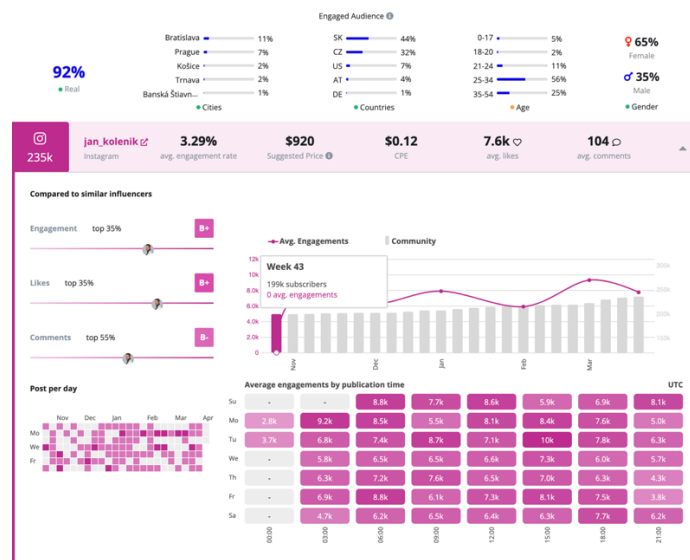 Engaged Audience
92%
Real
Bratislava 11%
Prague 7%
Košice 2%
Trnava 2%
Banská Štiavn... 1%
Cities
SK 44%
CZ 32%
US 7%
AT 4%
DE 1%
Countries
0-17 5%
18-20 2%
21-24 11%
25-34 56%
35-54 25%
Age
65%
Female
35%
Male
Gender
235k
jan_kolenik
Instagram
3.29%
avg. engagement rate
$920
Suggested Price
$0.12
CPE
7.6k
avg. likes
104
avg. comments
Compared to similar influencers
Engagement top 35% B+
Likes top 35% B+
Comments top 55% B-
Avg. Engagements Community
Week 43
199k subscribers
0 avg. engagements
12k
10k
8.0k
6.0k
4.0k
2.0k
0
300k
250k
200k
150k
Nov Dec Jan Feb Mar
Post per day
Nov Dec Jan Feb Mar Apr
Mo
We
Fr
Average engagements by publication time UTC
Su - - 8.8k 7.7k 8.6k 5.9k 6.9k 8.1k
Mo 2.8k 9.2k 8.5k 5.5k 8.1k 8.4k 7.6k 5.0k
Tu 3.7k 6.8k 7.4k 8.7k 7.1k 10k 7.8k 6.3k
We - 5.8k 6.5k 6.5k 6.6k 7.3k 6.0k 5.7k
Th - 6.3k 7.2k 7.6k 6.5k 7.0k 6.3k 4.3k
Fr - 6.9k 8.8k 6.1k 7.3k 8.1k 7.5k 3.8k
Sa - 4.7k 6.2k 6.5k 6.4k 6.3k 7.7k 6.2k
00:00 03:00 06:00 09:00 12:00 15:00 18:00 21:00